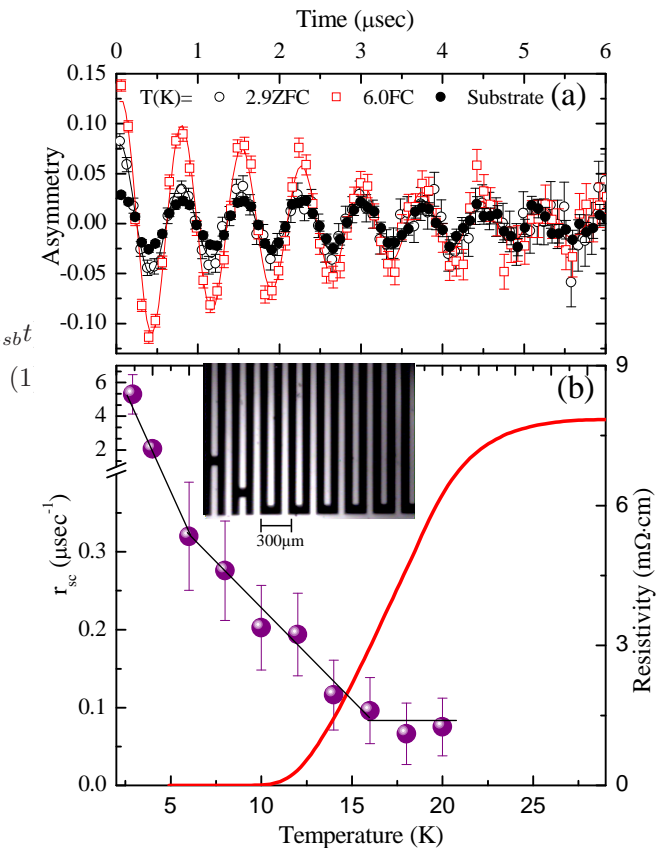 Time (μsec)
0 1 2 3 4 5 6
0.15
0.10
0.05
0.00
-0.05
-0.10
Asymmetry
T(K)= 2.9ZFC 6.0FC Substrate (a)
sbt
(1
(b)
6
4
2
0.3
0.2
0.1
0.0
r_sc (μsec⁻¹)
300μm
9
6
3
0
Resistivity (mΩ·cm)
5 10 15 20 25
Temperature (K)